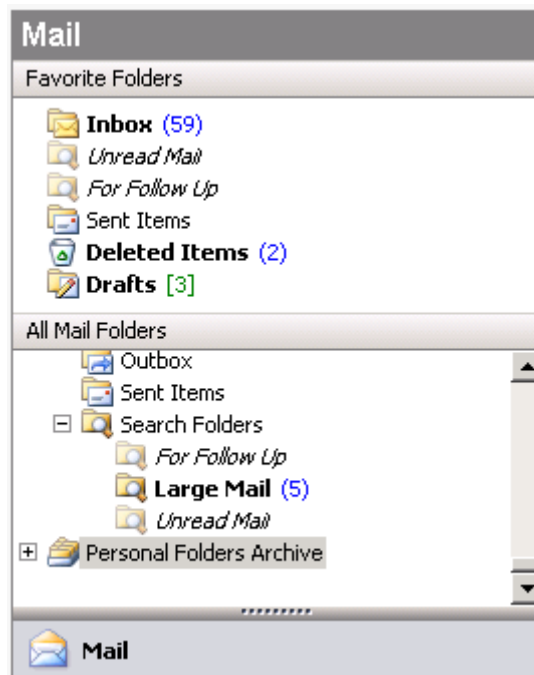 Mail
Favorite Folders
Inbox (59)
Unread Mail
For Follow Up
Sent Items
Deleted Items (2)
Drafts [3]
All Mail Folders
Outbox
Sent Items
Search Folders
For Follow Up
Large Mail (5)
Unread Mail
Personal Folders Archive
Mail